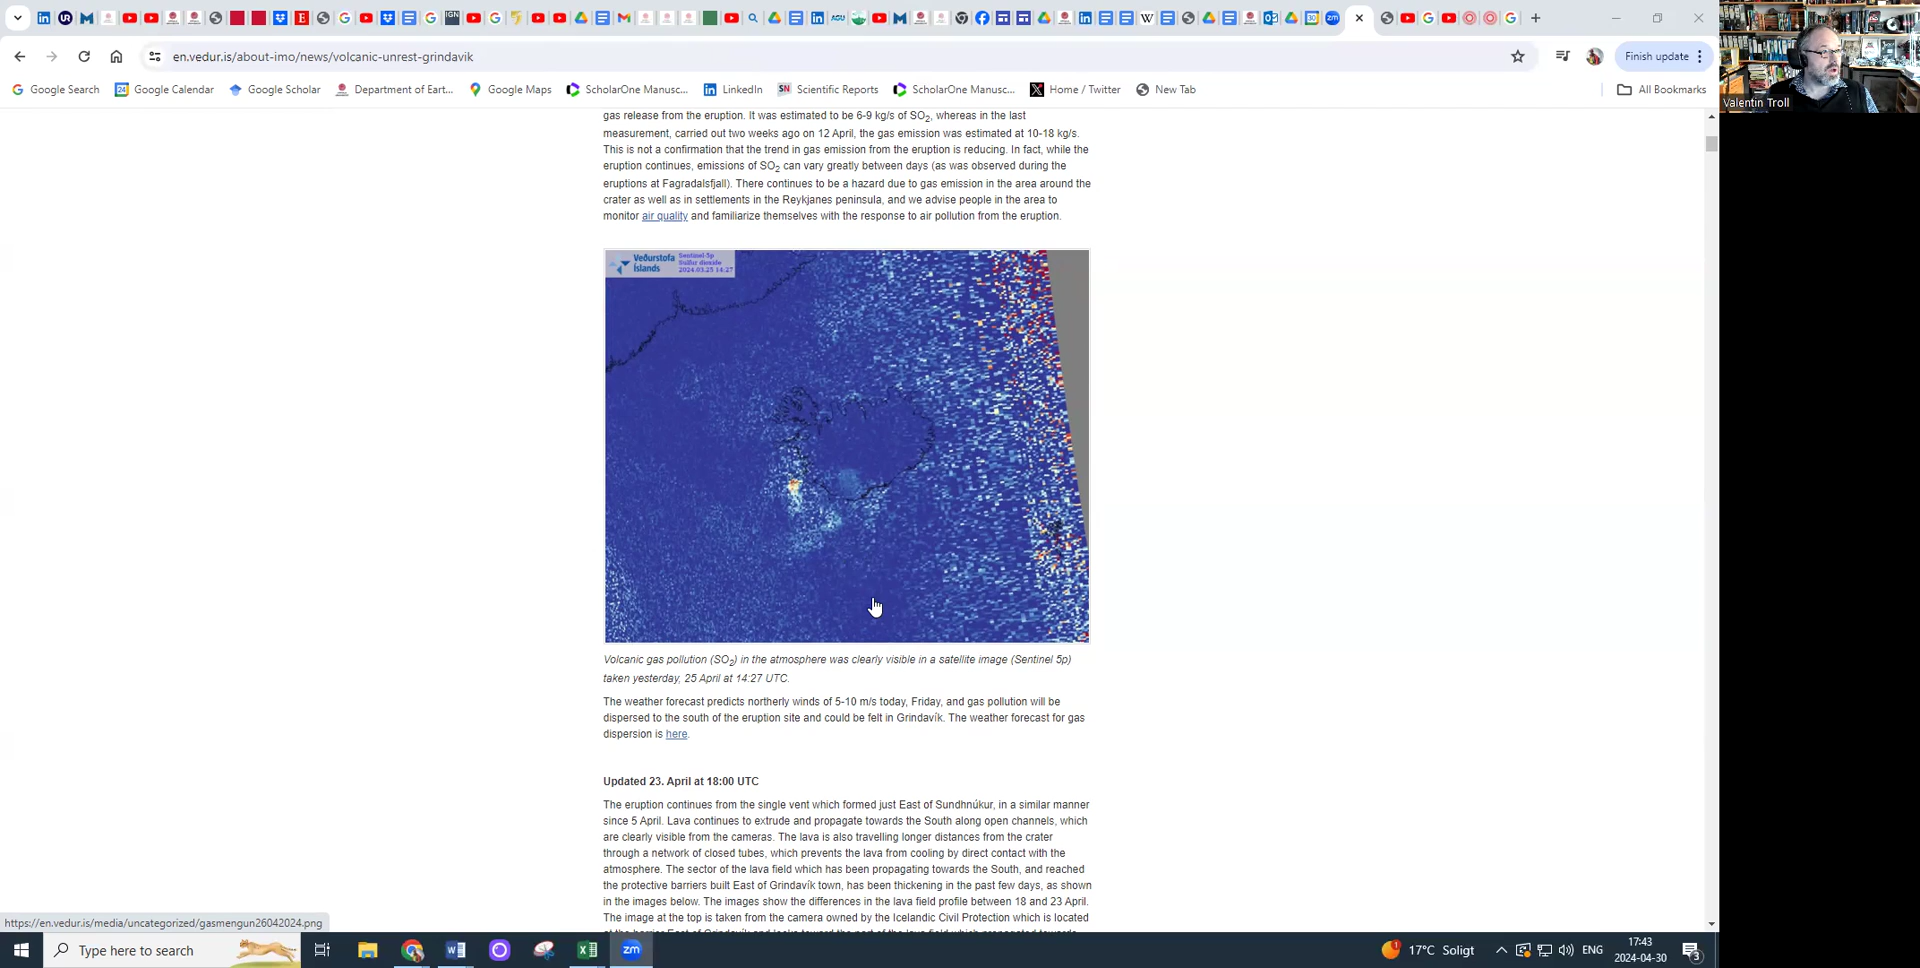 en.vedur.is/about-imo/news/volcanic-unrest-grindavik
Finish update
Google Search
Google Calendar
Google Scholar
Department of Eart...
Google Maps
ScholarOne Manusc...
LinkedIn
Scientific Reports
ScholarOne Manusc...
Home / Twitter
New Tab
All Bookmarks
Valentin Troll
gas release from the eruption. It was estimated to be 6-9 kg/s of SO2, whereas in the last
measurement, carried out two weeks ago on 12 April, the gas emission was estimated at 10-18 kg/s.
This is not a confirmation that the trend in gas emission from the eruption is reducing. In fact, while the
eruption continues, emissions of SO2 can vary greatly between days (as was observed during the
eruptions at Fagradalsfjall). There continues to be a hazard due to gas emission in the area around the
crater as well as in settlements in the Reykjanes peninsula, and we advise people in the area to
monitor air quality and familiarize themselves with the response to air pollution from the eruption.
Veðurstofa
Íslands
Sentinel-5p
Sulfur dioxide
2024.03.25 14:27
Volcanic gas pollution (SO2) in the atmosphere was clearly visible in a satellite image (Sentinel 5p)
taken yesterday, 25 April at 14:27 UTC.
The weather forecast predicts northerly winds of 5-10 m/s today, Friday, and gas pollution will be
dispersed to the south of the eruption site and could be felt in Grindavík. The weather forecast for gas
dispersion is here.
Updated 23. April at 18:00 UTC
The eruption continues from the single vent which formed just East of Sundhnúkur, in a similar manner
since 5 April. Lava continues to extrude and propagate towards the South along open channels, which
are clearly visible from the cameras. The lava is also travelling longer distances from the crater
through a network of closed tubes, which prevents the lava from cooling by direct contact with the
atmosphere. The sector of the lava field which has been propagating towards the South, and reached
the protective barriers built East of Grindavík town, has been thickening in the past few days, as shown
in the images below. The images show the differences in the lava field profile between 18 and 23 April.
The image at the top is taken from the camera owned by the Icelandic Civil Protection which is located
https://en.vedur.is/media/uncategorized/gasmengun26042024.png
Type here to search
17°C Soligt
ENG
17:43
2024-04-30